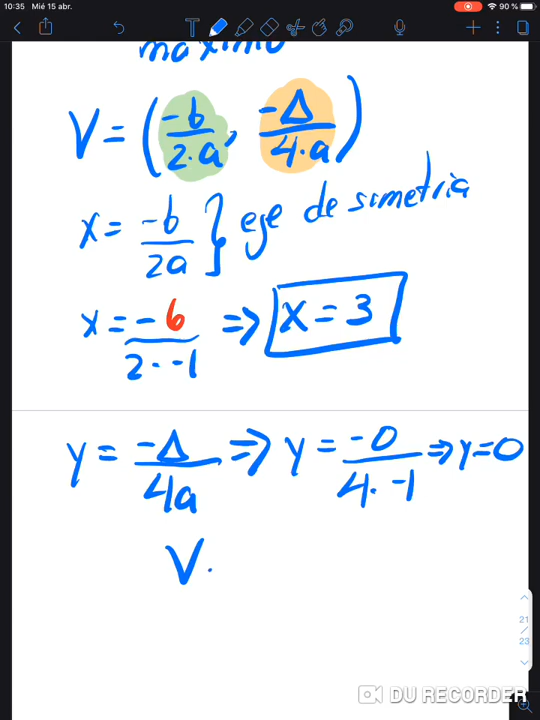 10:35 Mié 15 abr. 90 %
T
máximo
V = (-b/2·a, -Δ/4·a)
x = -b/2a } eje de simetria
x = -6/2·-1 => x = 3
y = -Δ/4a => y = -0/4·-1 => y=0
V.
21/23
DU RECORDER